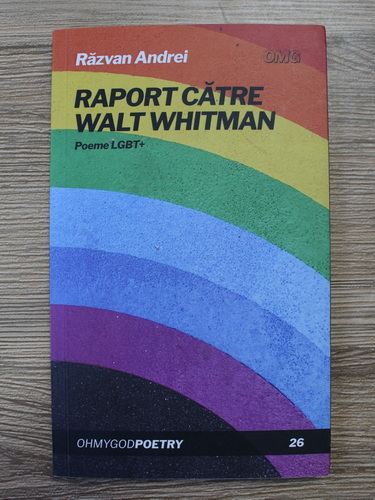 Răzvan Andrei
OMG
RAPORT CĂTRE
WALT WHITMAN
Poeme LGBT+
OHMYGODPOETRY 26